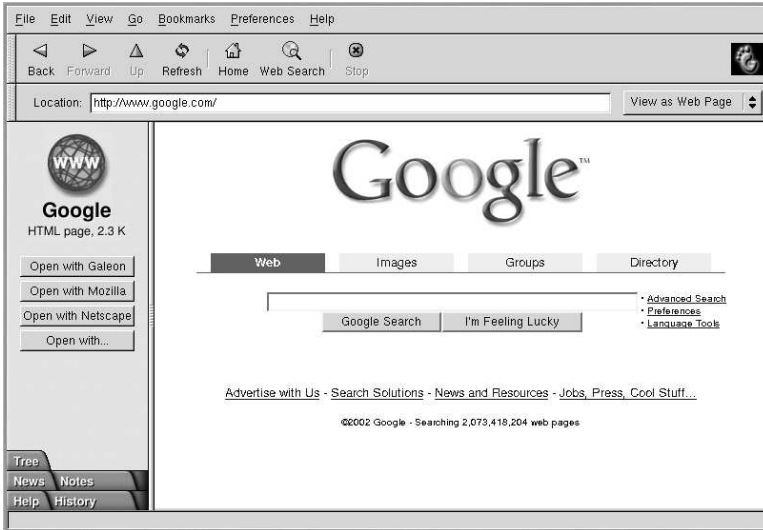 File Edit View Go Bookmarks Preferences Help
Back Forward Up Refresh Home Web Search Stop
Location: http://www.google.com/ View as Web Page
WWW
Google
HTML page, 2.3 K
Open with Galeon
Open with Mozilla
Open with Netscape
Open with...
Tree
News Notes
Help History
Google™
Web Images Groups Directory
• Advanced Search
• Preferences
• Language Tools
Google Search I'm Feeling Lucky
Advertise with Us - Search Solutions - News and Resources - Jobs, Press, Cool Stuff...
©2002 Google - Searching 2,073,418,204 web pages